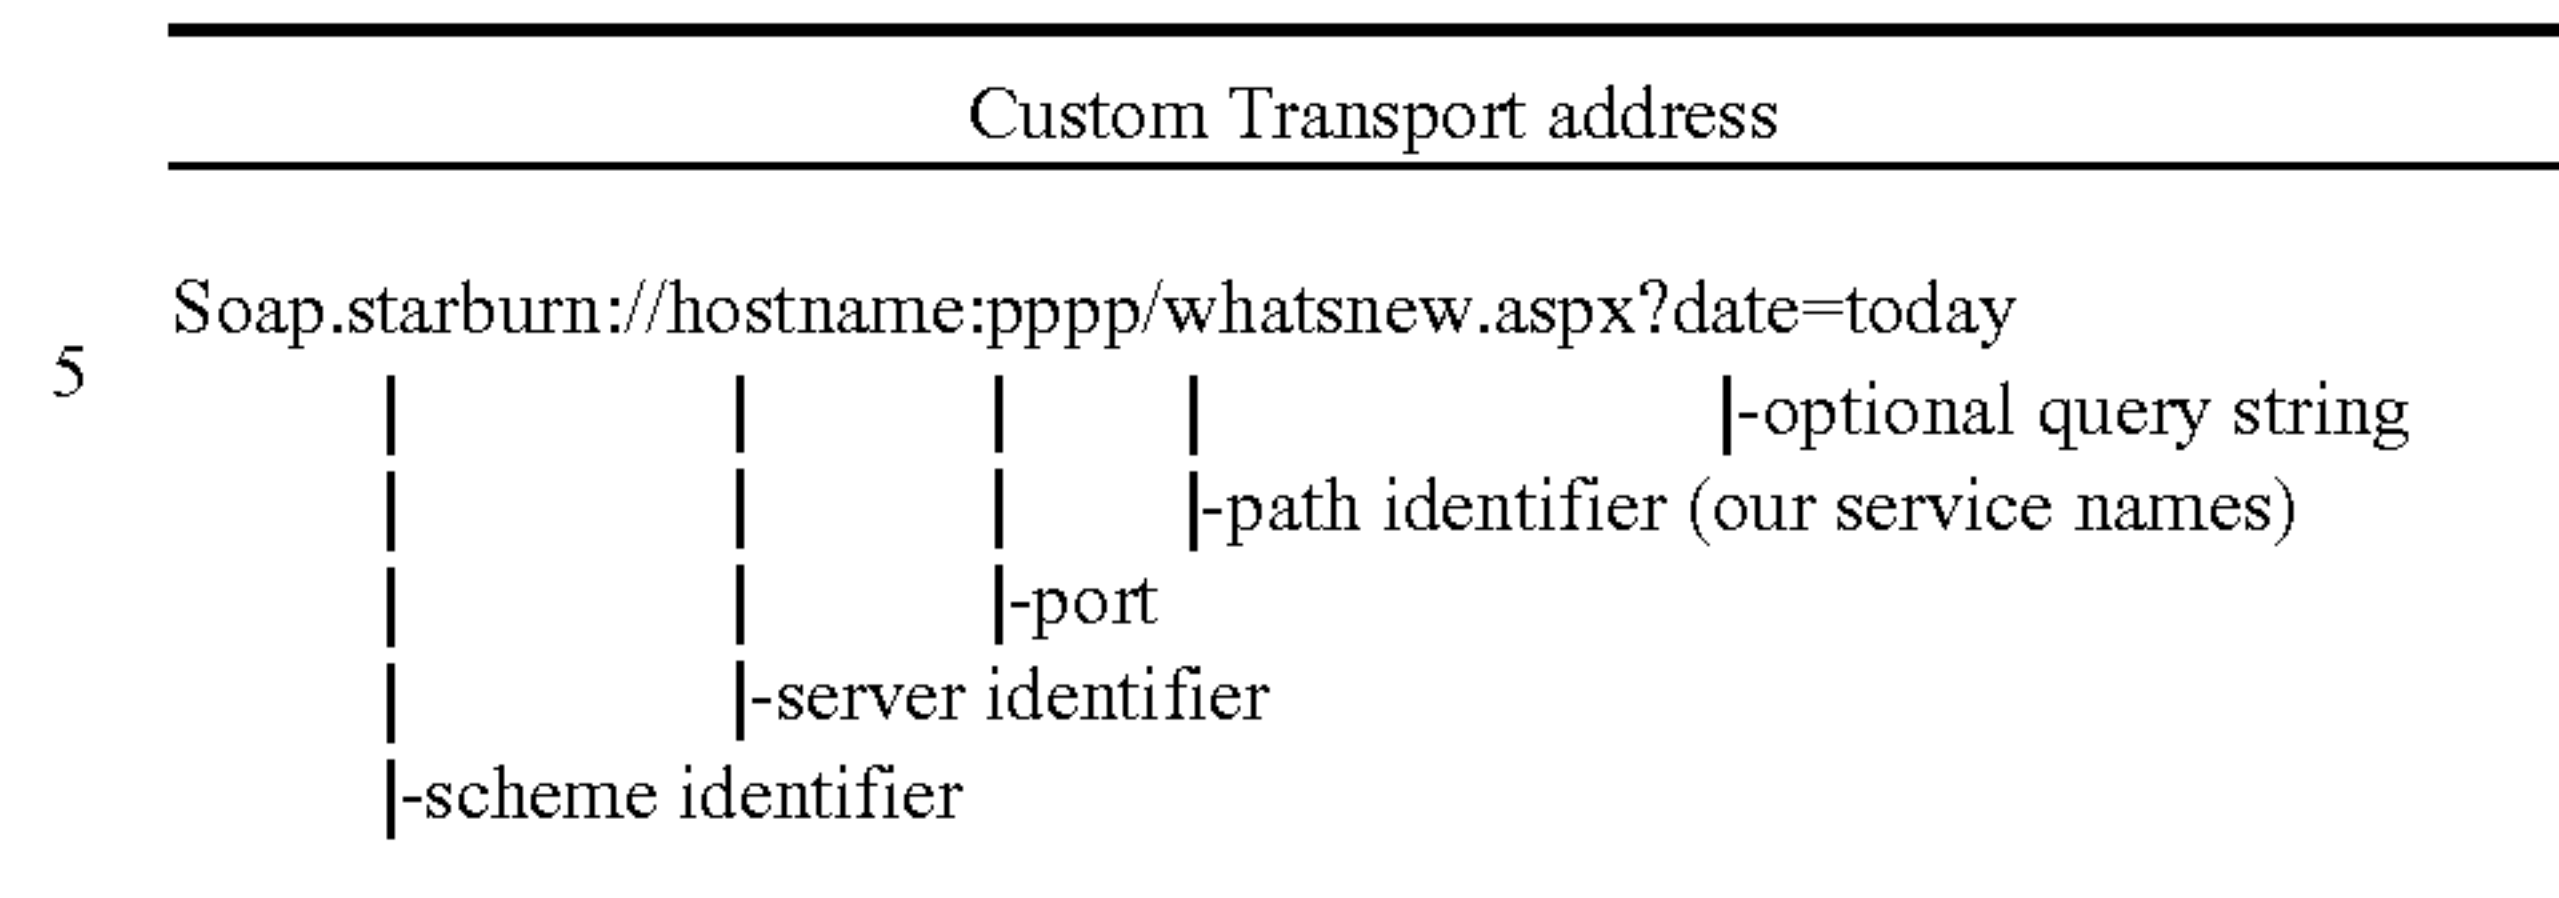 Custom Transport address
Soap.starburn://hostname:pppp/whatsnew.aspx?date=today
5
| | | | |-optional query string
| | | |-path identifier (our service names)
| | |-port
| |-server identifier
|-scheme identifier